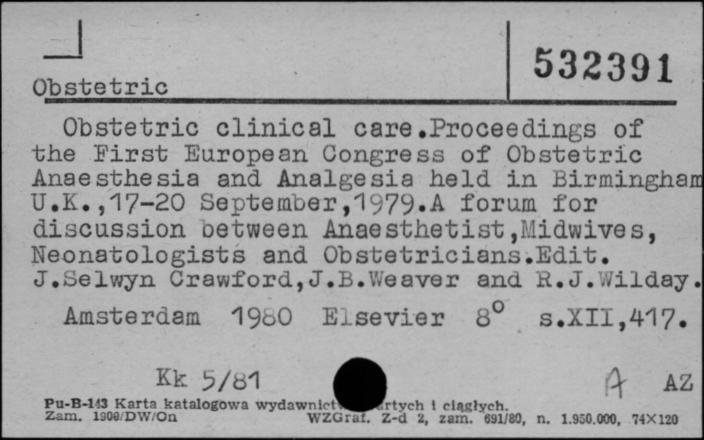 532391
Obstetric
Obstetric clinical care.Proceedings of
the First European Congress of Obstetric
Anaesthesia and Analgesia held in Birmingham
U.K.,17-20 September,1979.A forum for
discussion between Anaesthetist,Midwives,
Neonatologists and Obstetricians.Edit.
J.Selwyn Crawford,J.B.Weaver and R.J.Wilday.
Amsterdam 1980 Elsevier 8° s.XII,417.
Kk 5/81 A AZ
Pu-B-143 Karta katalogowa wydawnictw i ciągłych.
Zam. 1909/DW/On WZGraf. Z-d 2, zam. 691/80, n. 1.950.000, 74×120